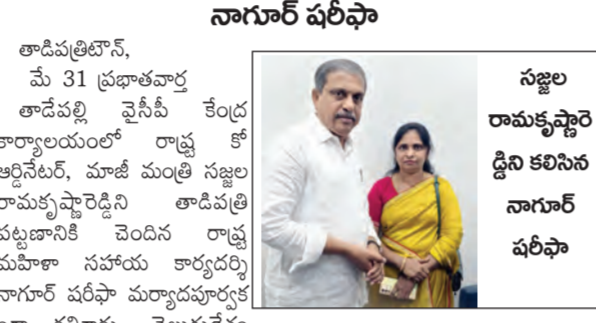 నాగూర్ షరీఫా
తాడిపత్రిటౌన్,
మే 31 ప్రభాతవార్త
తాడేపల్లి వైసీపీ కేంద్ర
కార్యాలయంలో రాష్ట్ర కో
ఆర్డినేటర్, మాజీ మంత్రి సజ్జల
రామకృష్ణారెడ్డిని తాడిపత్రి
పట్టణానికి చెందిన రాష్ట్ర
మహిళా సహాయ కార్యదర్శి
నాగూర్ షరీఫా మర్యాదపూర్వక
సజ్జల
రామకృష్ణారె
డ్డిని కలిసిన
నాగూర్
షరీఫా